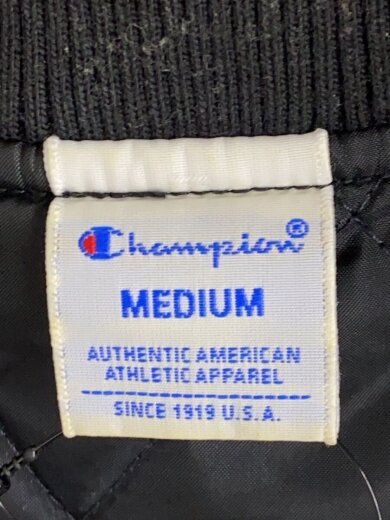 Champion®
MEDIUM
AUTHENTIC AMERICAN
ATHLETIC APPAREL
SINCE 1919 U.S.A.